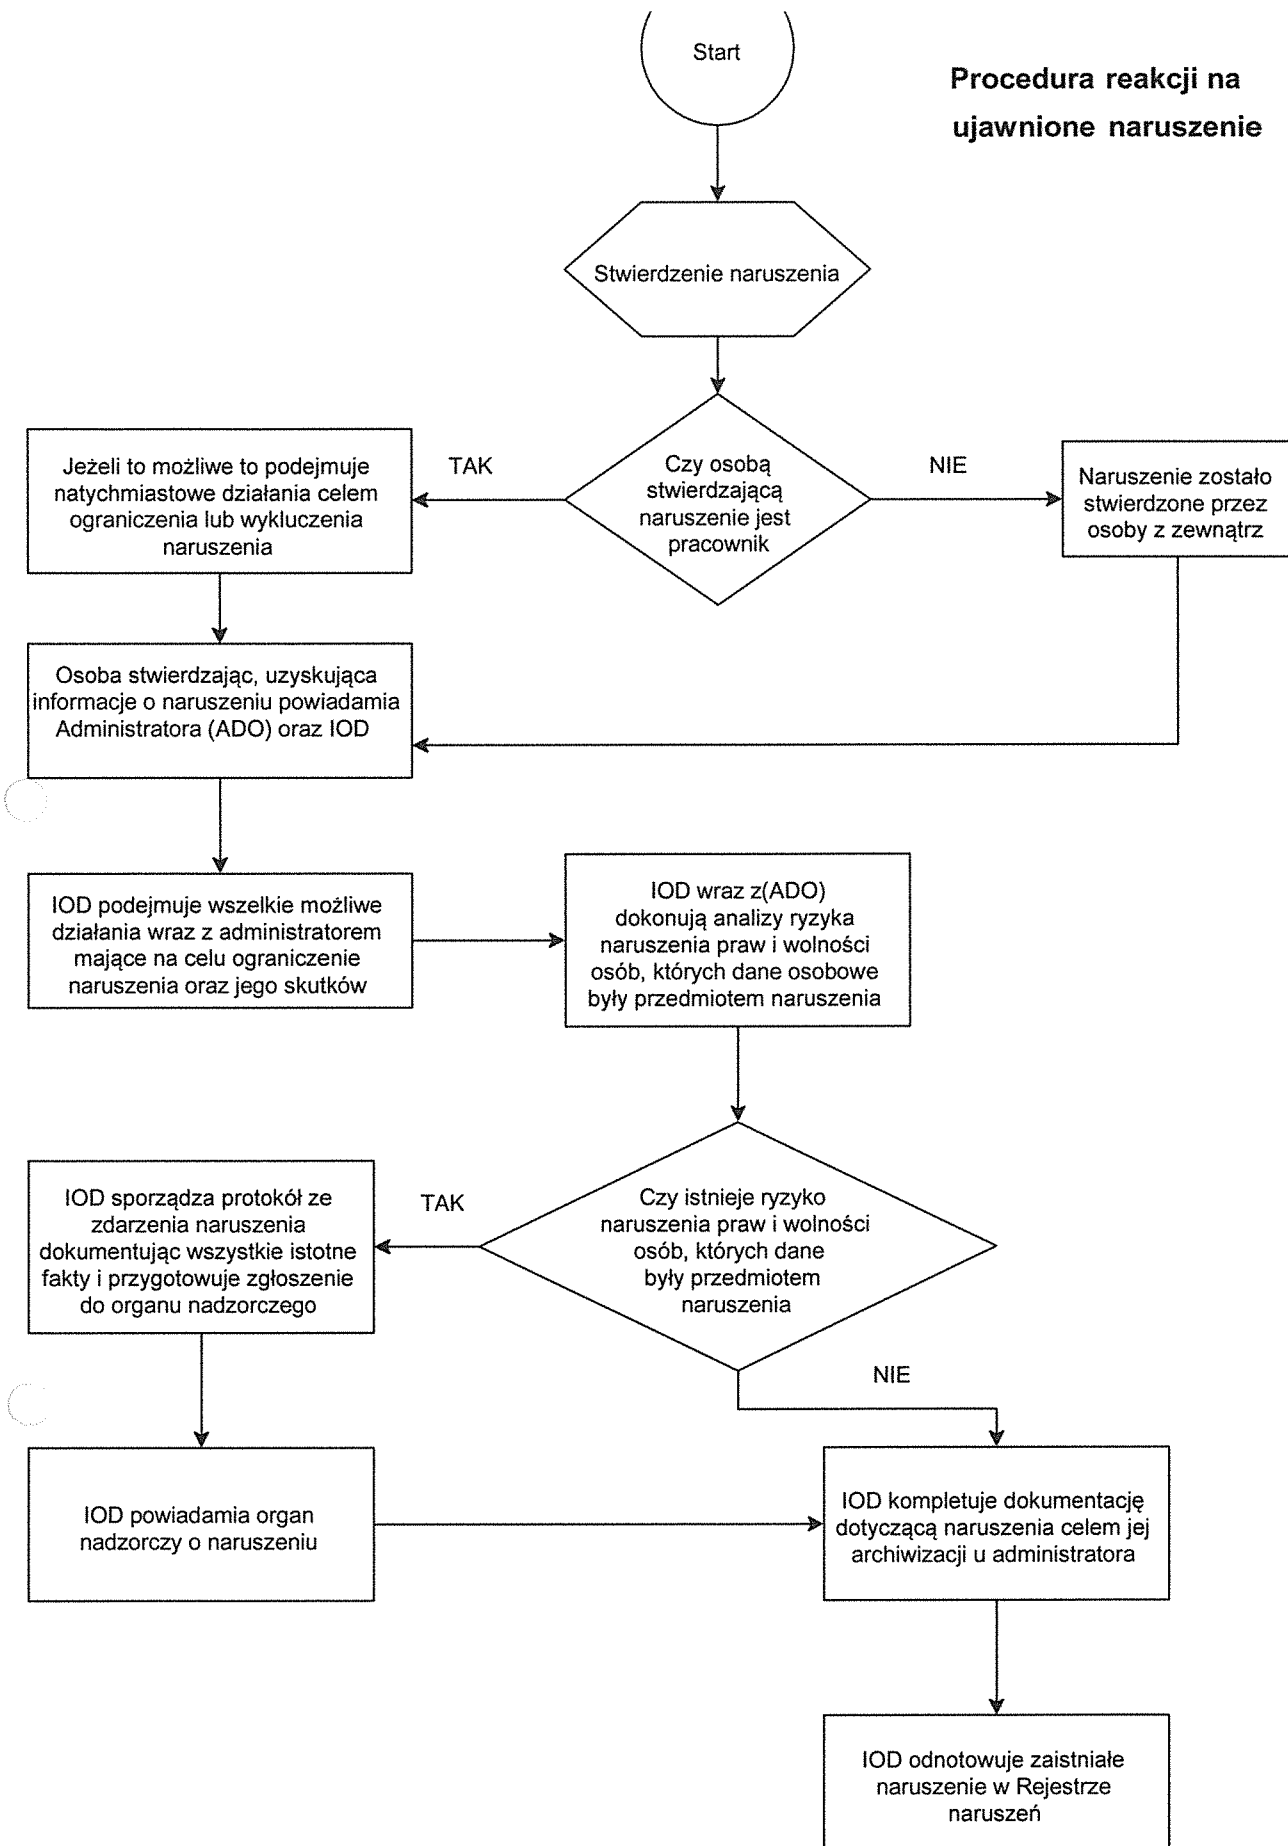 Start
Procedura reakcji na
ujawnione naruszenie
Stwierdzenie naruszenia
Czy osobą
stwierdzającą
naruszenie jest
pracownik
TAK
NIE
Jeżeli to możliwe to podejmuje
natychmiastowe działania celem
ograniczenia lub wykluczenia
naruszenia
Naruszenie zostało
stwierdzone przez
osoby z zewnątrz
Osoba stwierdzając, uzyskująca
informacje o naruszeniu powiadamia
Administratora (ADO) oraz IOD
IOD podejmuje wszelkie możliwe
działania wraz z administratorem
mające na celu ograniczenie
naruszenia oraz jego skutków
IOD wraz z(ADO)
dokonują analizy ryzyka
naruszenia praw i wolności
osób, których dane osobowe
były przedmiotem naruszenia
Czy istnieje ryzyko
naruszenia praw i wolności
osób, których dane
były przedmiotem
naruszenia
TAK
NIE
IOD sporządza protokół ze
zdarzenia naruszenia
dokumentując wszystkie istotne
fakty i przygotowuje zgłoszenie
do organu nadzorczego
IOD powiadamia organ
nadzorczy o naruszeniu
IOD kompletuje dokumentację
dotyczącą naruszenia celem jej
archiwizacji u administratora
IOD odnotowuje zaistniałe
naruszenie w Rejestrze
naruszeń